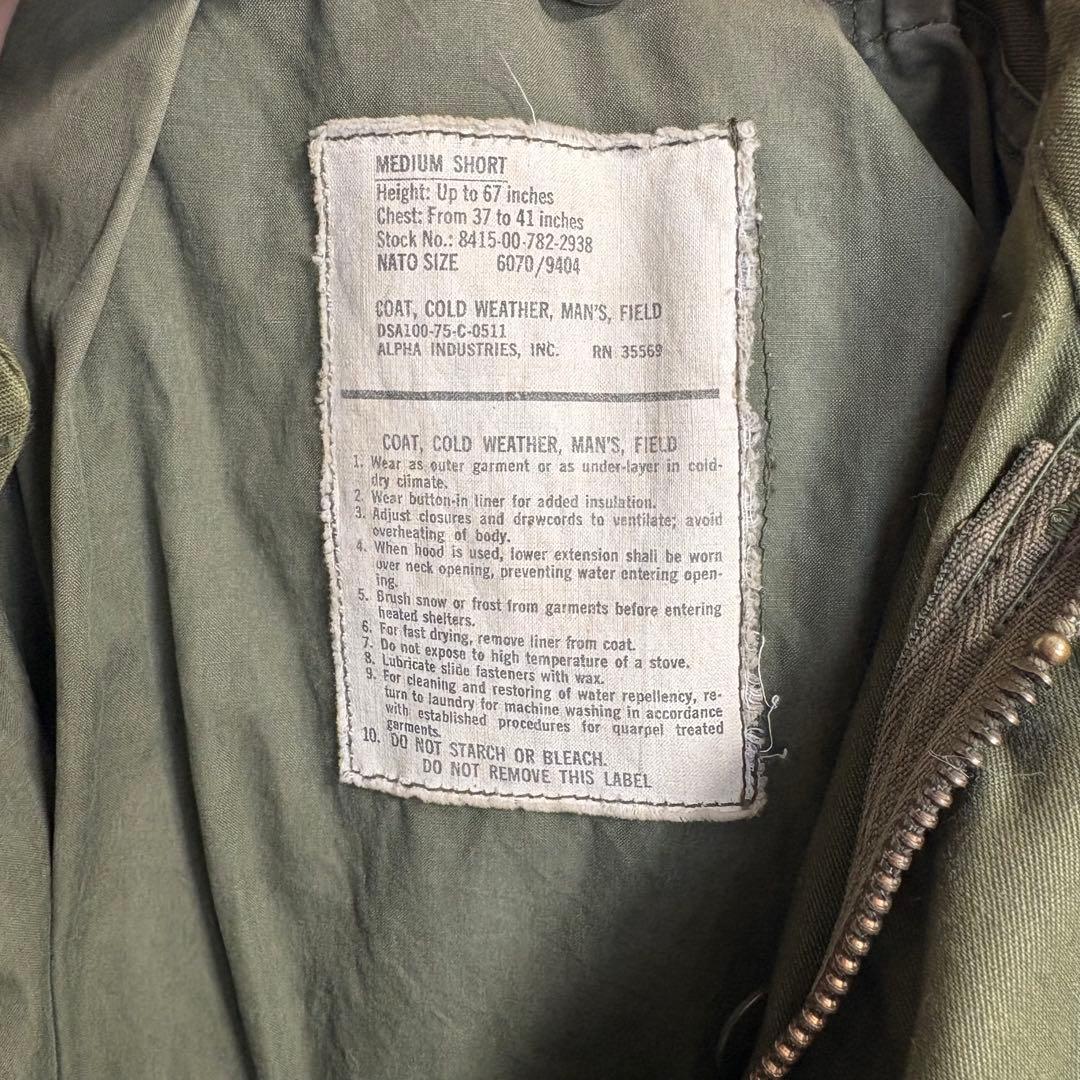 MEDIUM SHORT
Height: Up to 67 inches
Chest: From 37 to 41 inches
Stock No.: 8415-00-782-2938
NATO SIZE 6070/9404
COAT, COLD WEATHER, MAN'S, FIELD
DSA100-75-C-0511
ALPHA INDUSTRIES, INC. RN 35569
COAT, COLD WEATHER, MAN'S, FIELD
1. Wear as outer garment or as under-layer in cold-
dry climate.
2. Wear button-in liner for added insulation.
3. Adjust closures and drawcords to ventilate; avoid
overheating of body.
4. When hood is used, lower extension shall be worn
over neck opening, preventing water entering open-
ing.
5. Brush snow or frost from garments before entering
heated shelters.
6. For fast drying, remove liner from coat.
7. Do not expose to high temperature of a stove.
8. Lubricate slide fasteners with wax.
9. For cleaning and restoring of water repellency, re-
turn to laundry for machine washing in accordance
with established procedures for quarpel treated
garments.
10. DO NOT STARCH OR BLEACH.
DO NOT REMOVE THIS LABEL